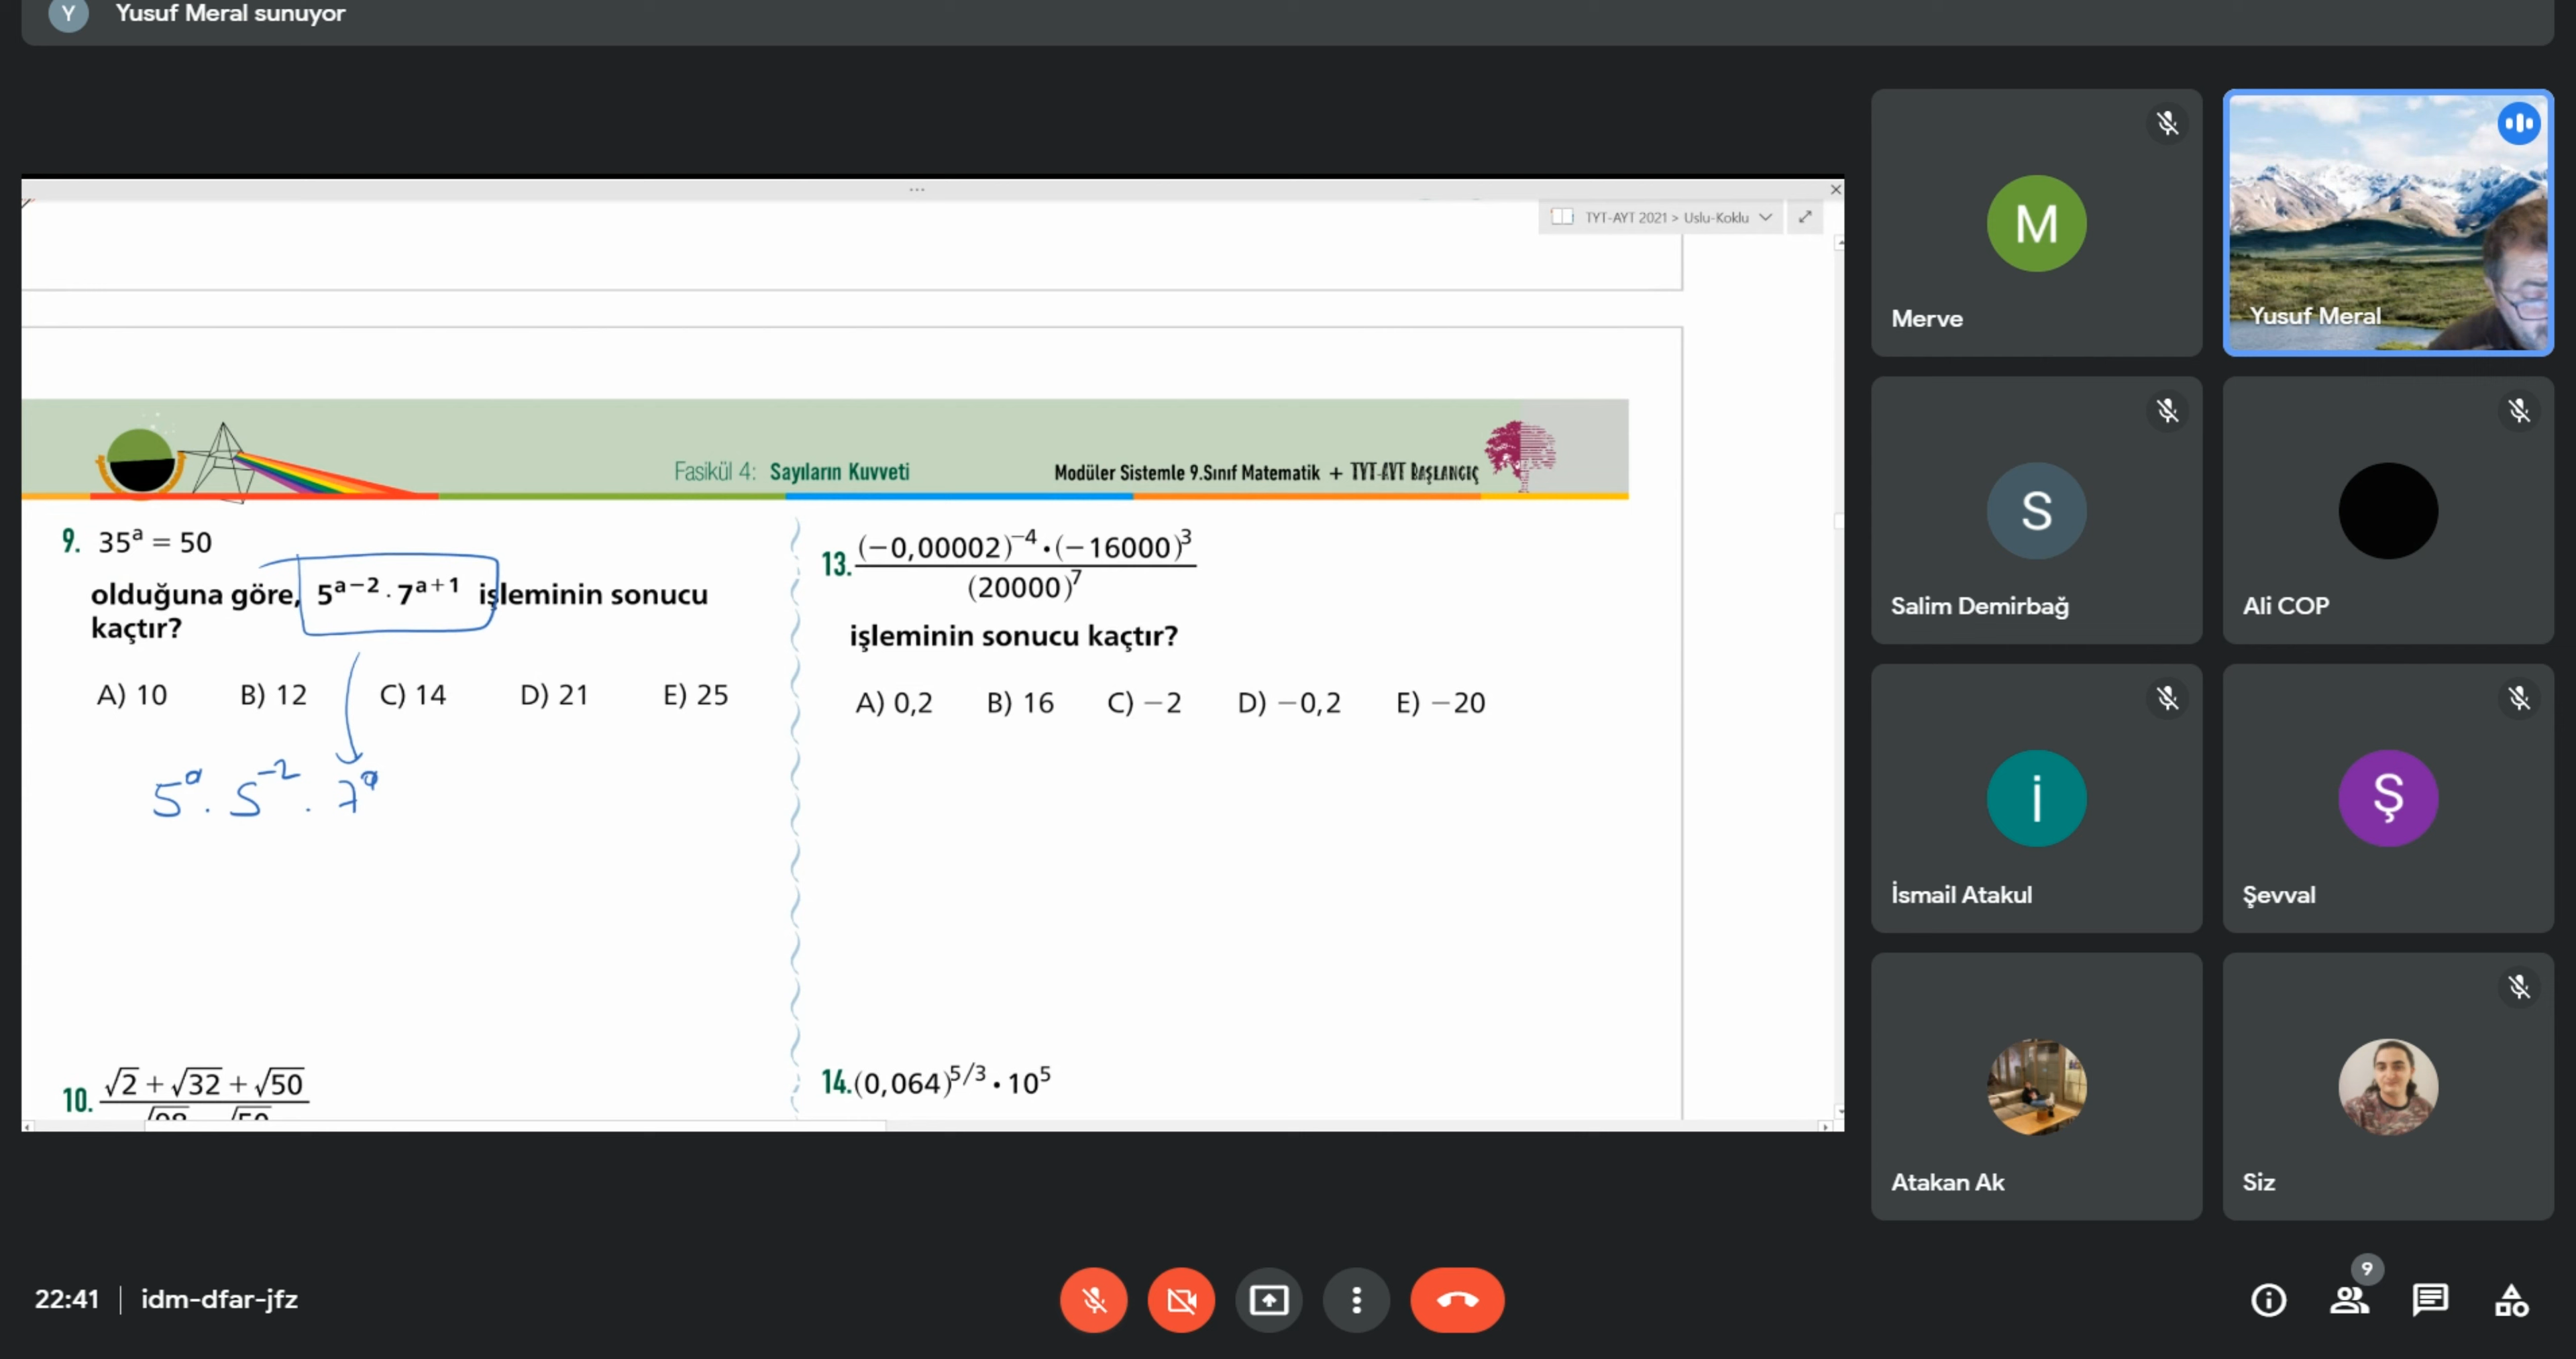 Y Yusuf Meral sunuyor
TYT-AYT 2021 > Uslu-Koklu
Fasikül 4: Sayıların Kuvveti
Modüler Sistemle 9.Sınıf Matematik + TYT-AYT BAŞLANGIÇ
9. 35ᵃ = 50
olduğuna göre, 5ᵃ⁻² · 7ᵃ⁺¹ işleminin sonucu
kaçtır?
A) 10 B) 12 C) 14 D) 21 E) 25
5ᵃ · 5⁻² · 7ᵃ
10. √2 + √32 + √50
13. (−0,00002)⁻⁴ · (−16000)³
(20000)⁷
işleminin sonucu kaçtır?
A) 0,2 B) 16 C) −2 D) −0,2 E) −20
14. (0,064)^5/3 · 10⁵
M
Merve
Yusuf Meral
S
Salim Demirbağ
Ali COP
İ
İsmail Atakul
Ş
Şevval
Atakan Ak
Siz
22:41 | idm-dfar-jfz
9